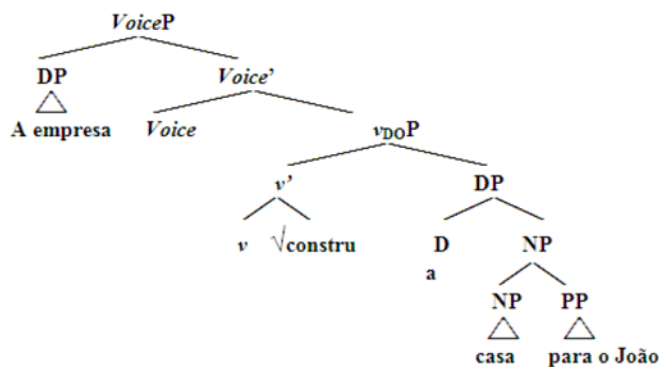 VoiceP
DP Voice’
A empresa Voice vDOP
v’ DP
v √constru D NP
a
NP PP
casa para o João